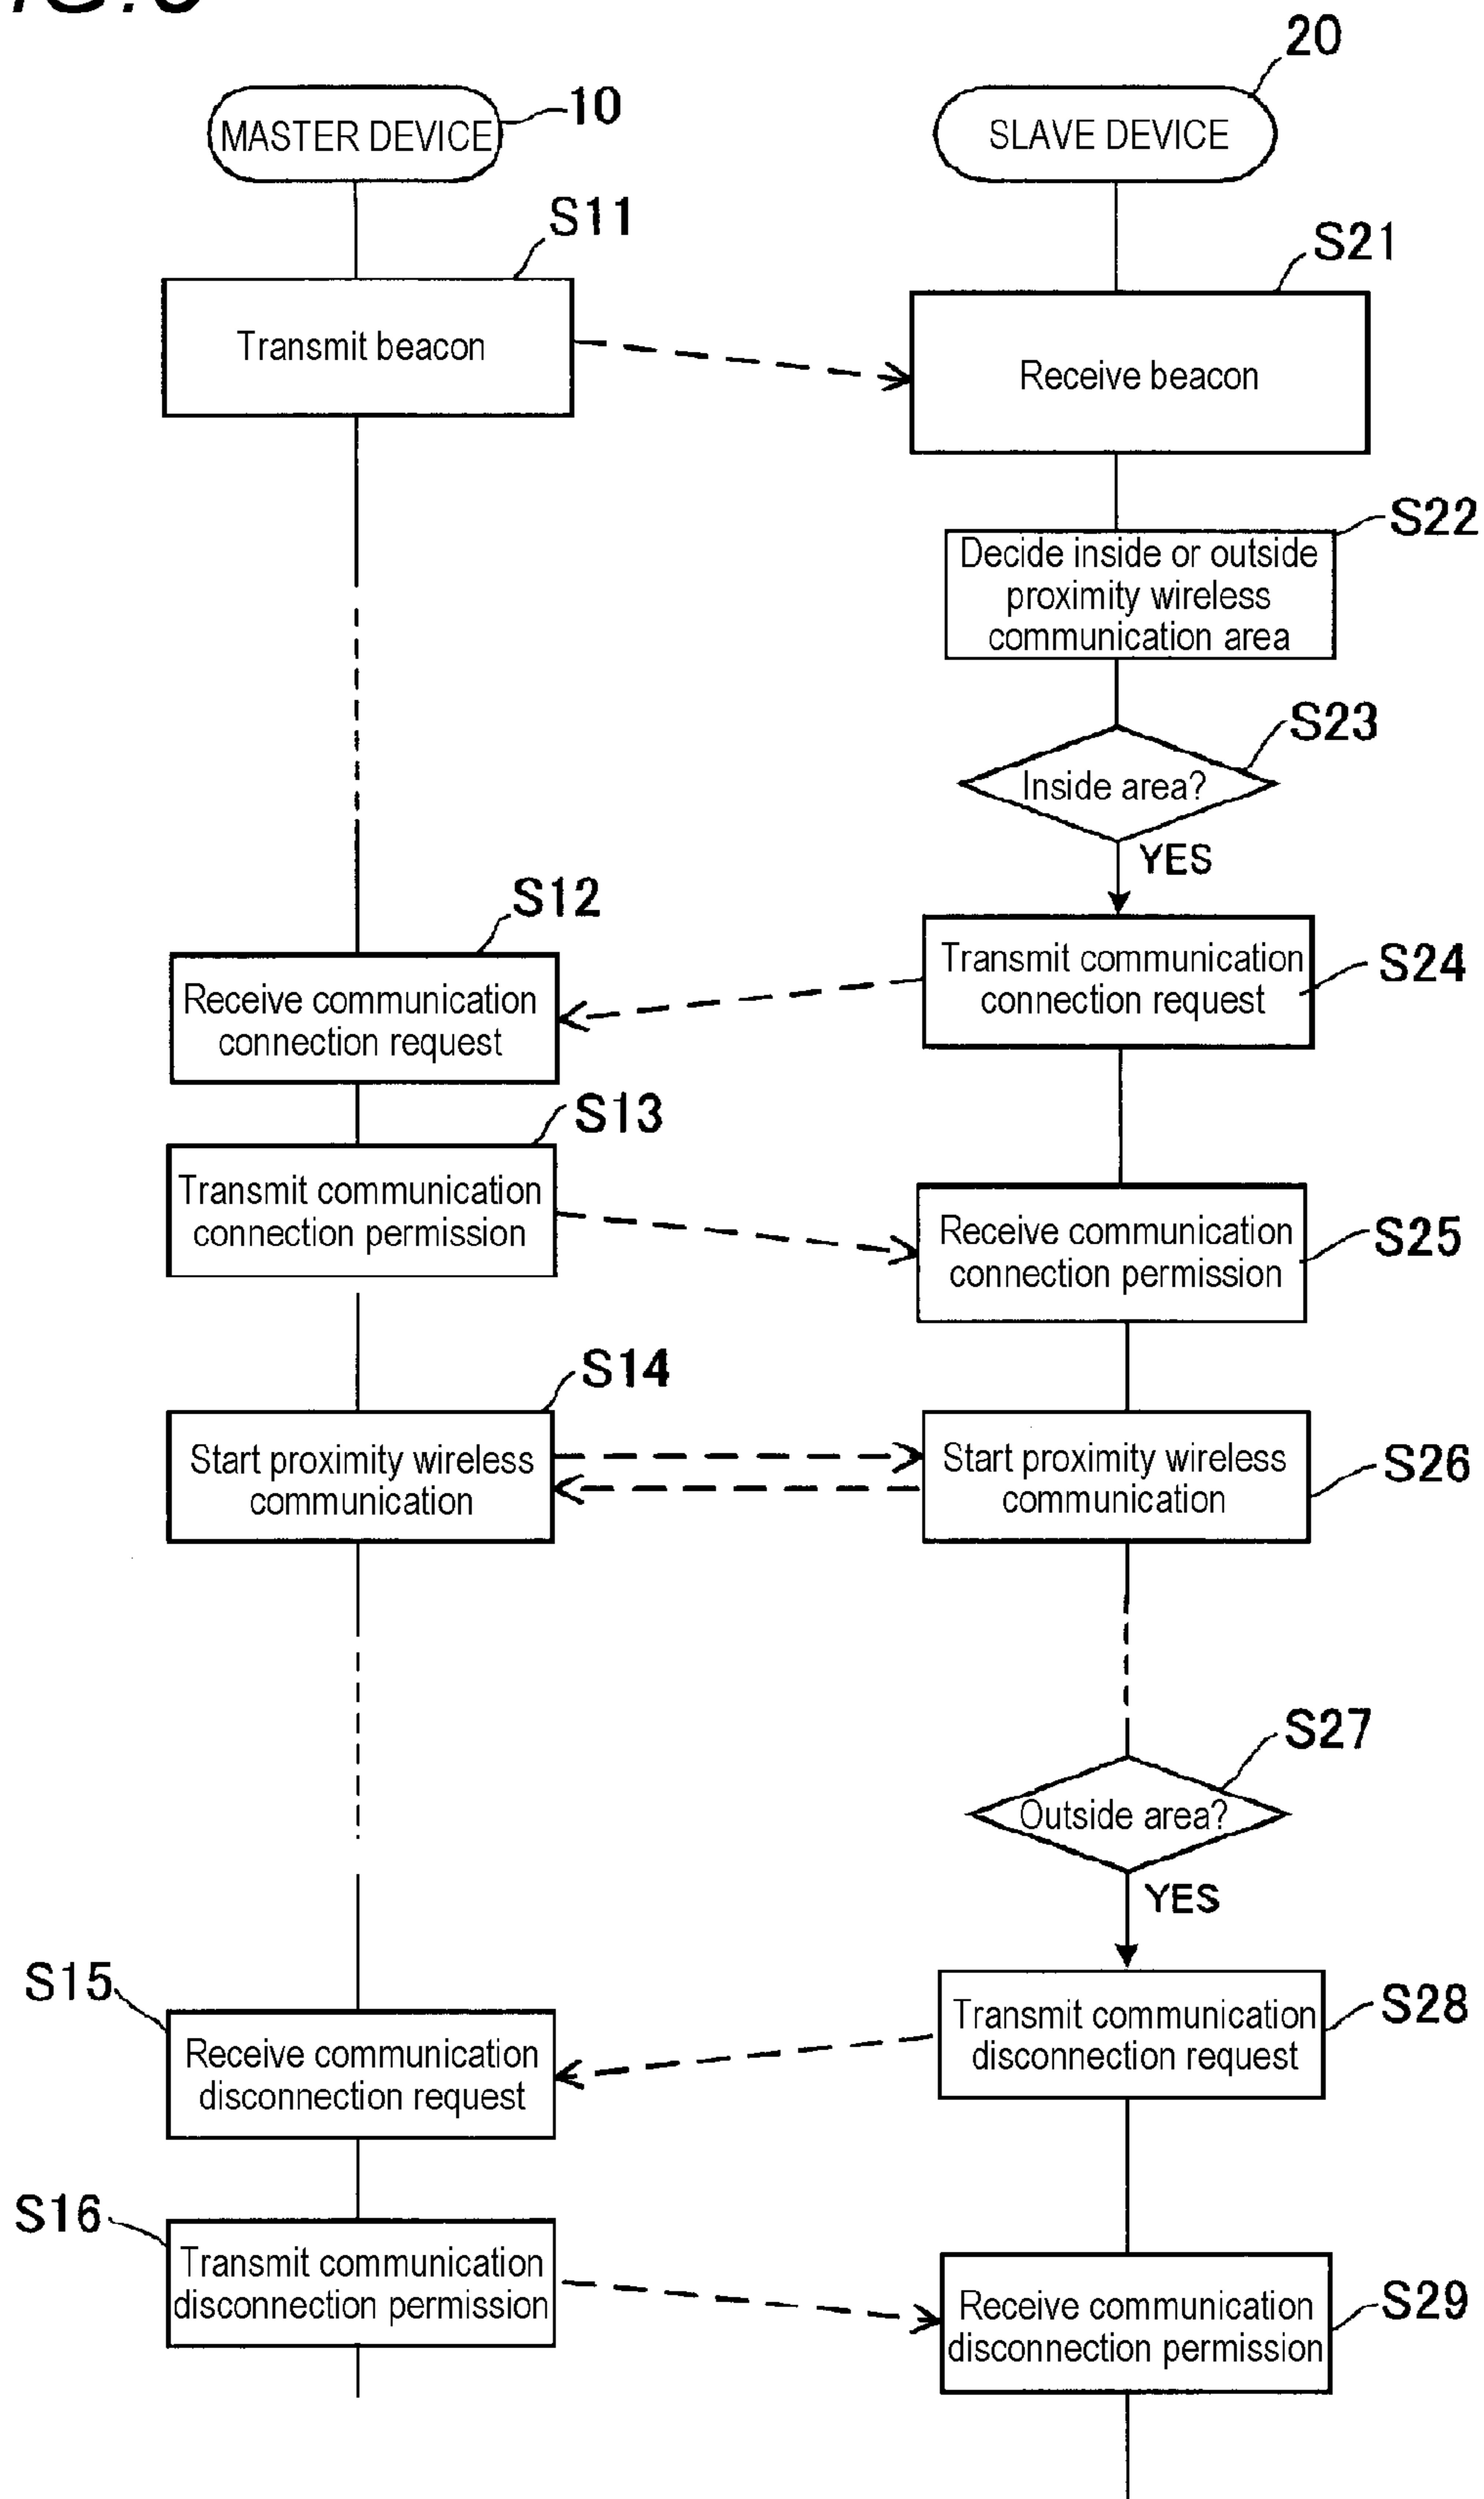 20
MASTER DEVICE
10
SLAVE DEVICE
S11
S21
Transmit beacon
Receive beacon
S22
Decide inside or outside
proximity wireless
communication area
S23
Inside area?
YES
S12
Transmit communication
connection request
S24
Receive communication
connection request
S13
Transmit communication
connection permission
Receive communication
connection permission
S25
S14
Start proximity wireless
communication
Start proximity wireless
communication
S26
S27
Outside area?
YES
S15
Transmit communication
disconnection request
S28
Receive communication
disconnection request
S16
Transmit communication
disconnection permission
Receive communication
disconnection permission
S29